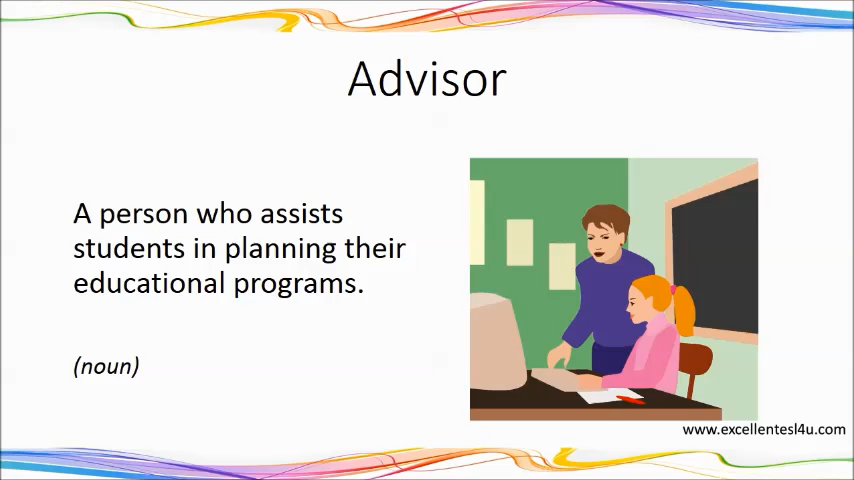 Advisor
A person who assists
students in planning their
educational programs.
(noun)
www.excellentesl4u.com